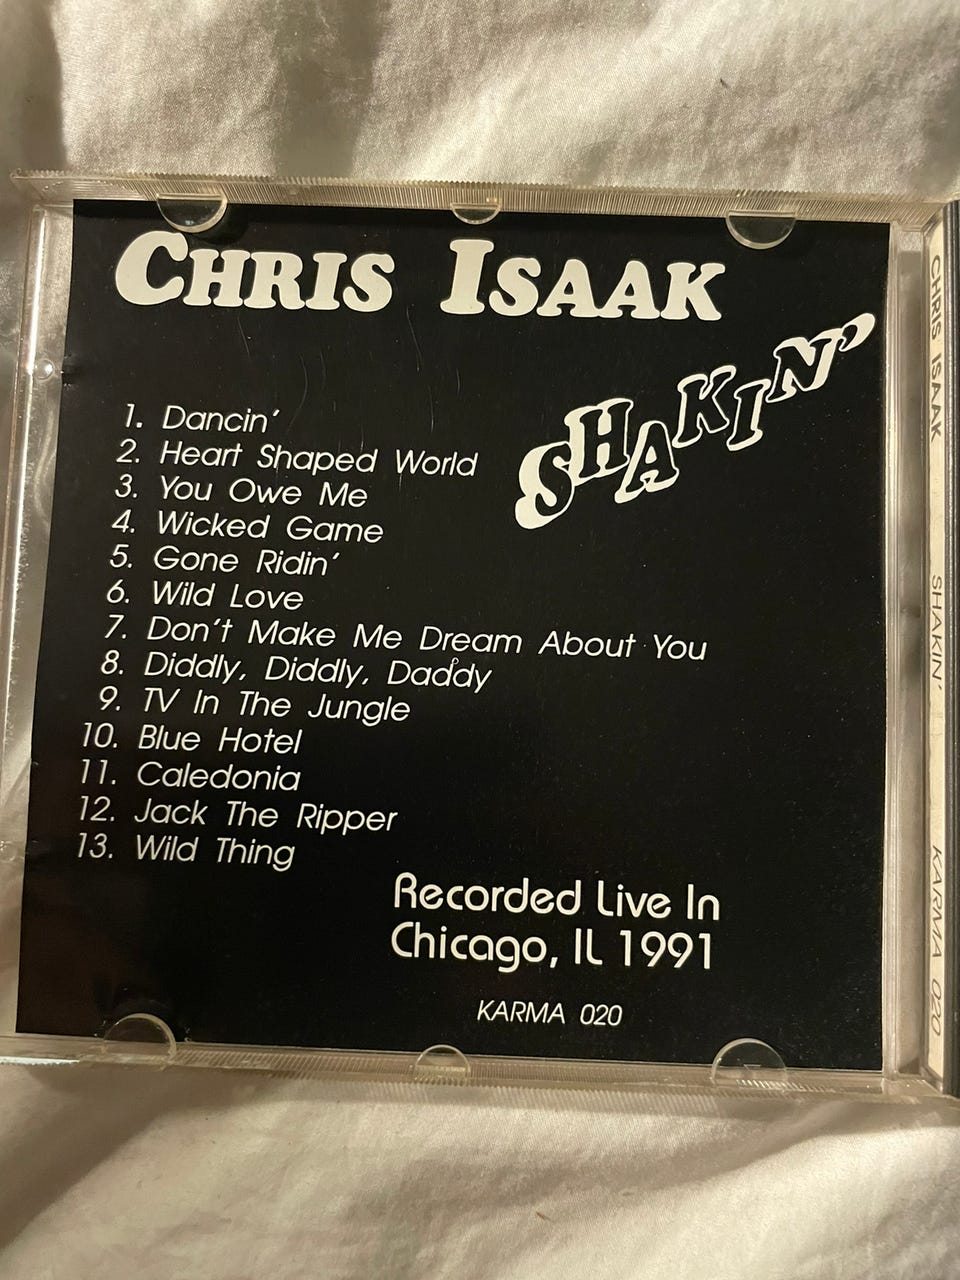 CHRIS ISAAK
SHAKIN'
1. Dancin'
2. Heart Shaped World
3. You Owe Me
4. Wicked Game
5. Gone Ridin'
6. Wild Love
7. Don't Make Me Dream About You
8. Diddly, Diddly, Daddy
9. TV In The Jungle
10. Blue Hotel
11. Caledonia
12. Jack The Ripper
13. Wild Thing
Recorded Live In
Chicago, IL 1991
KARMA 020
CHRIS ISAAK SHAKIN' KARMA 020